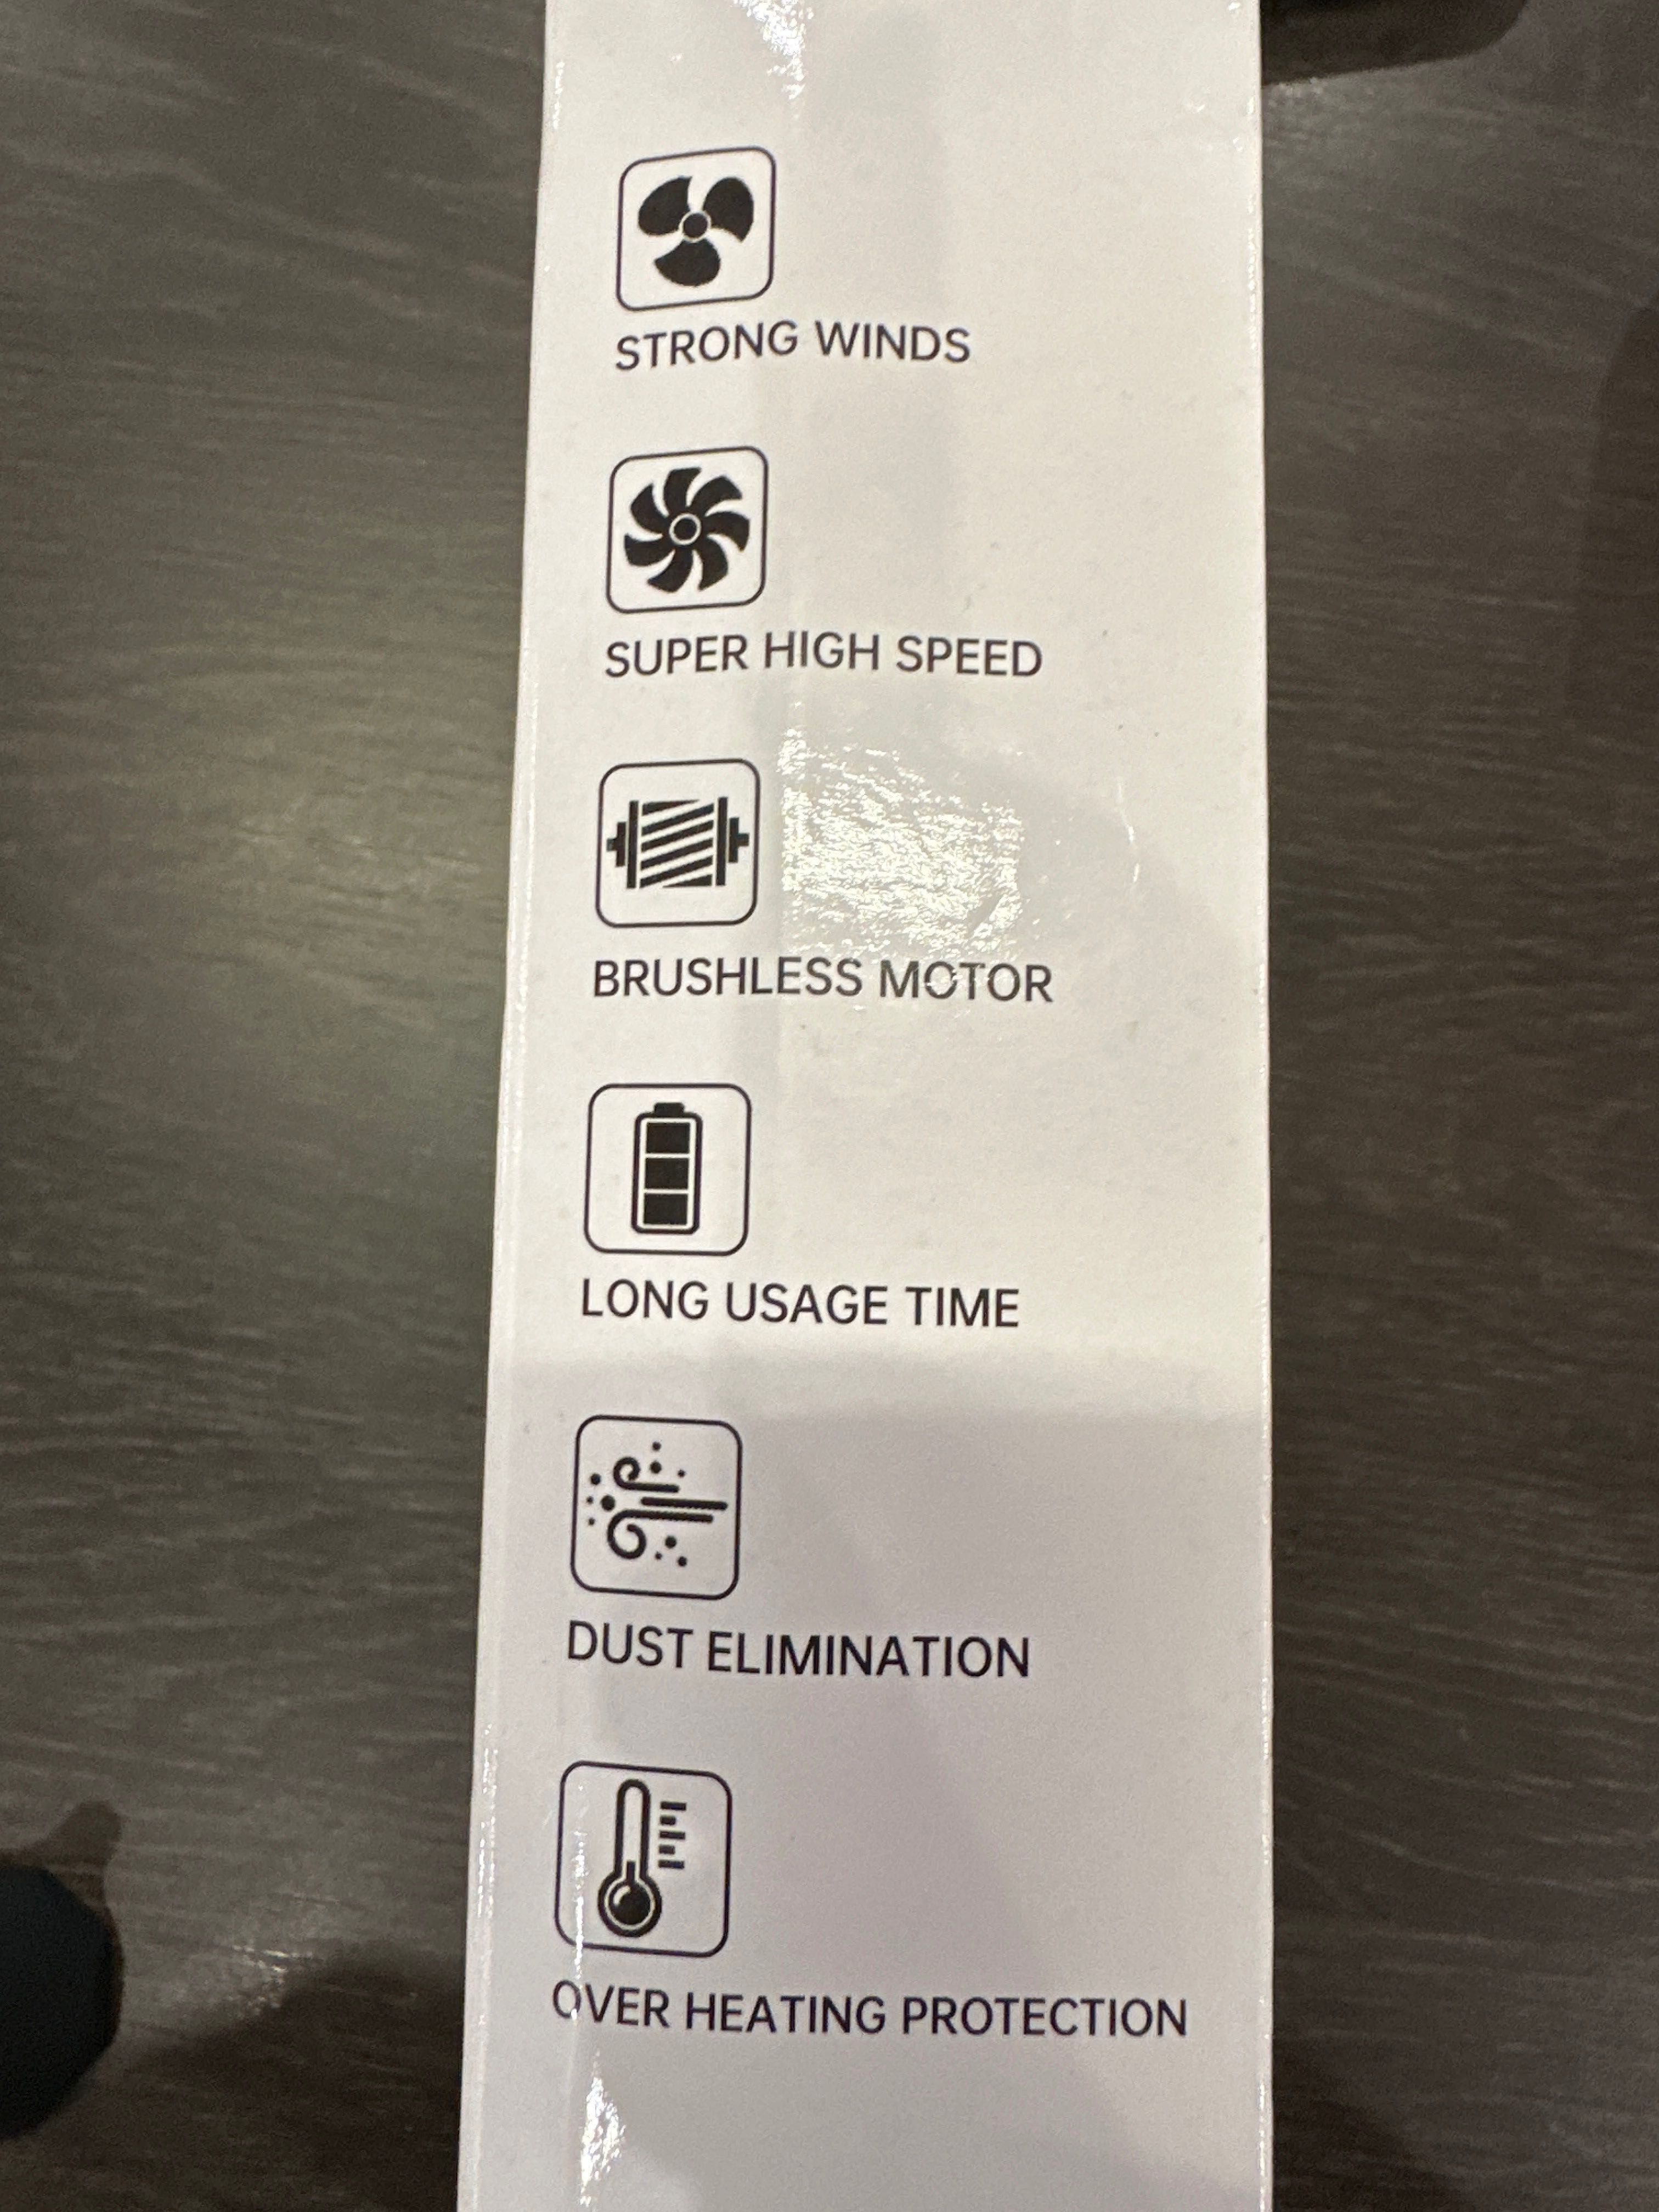 STRONG WINDS
SUPER HIGH SPEED
BRUSHLESS MOTOR
LONG USAGE TIME
DUST ELIMINATION
OVER HEATING PROTECTION